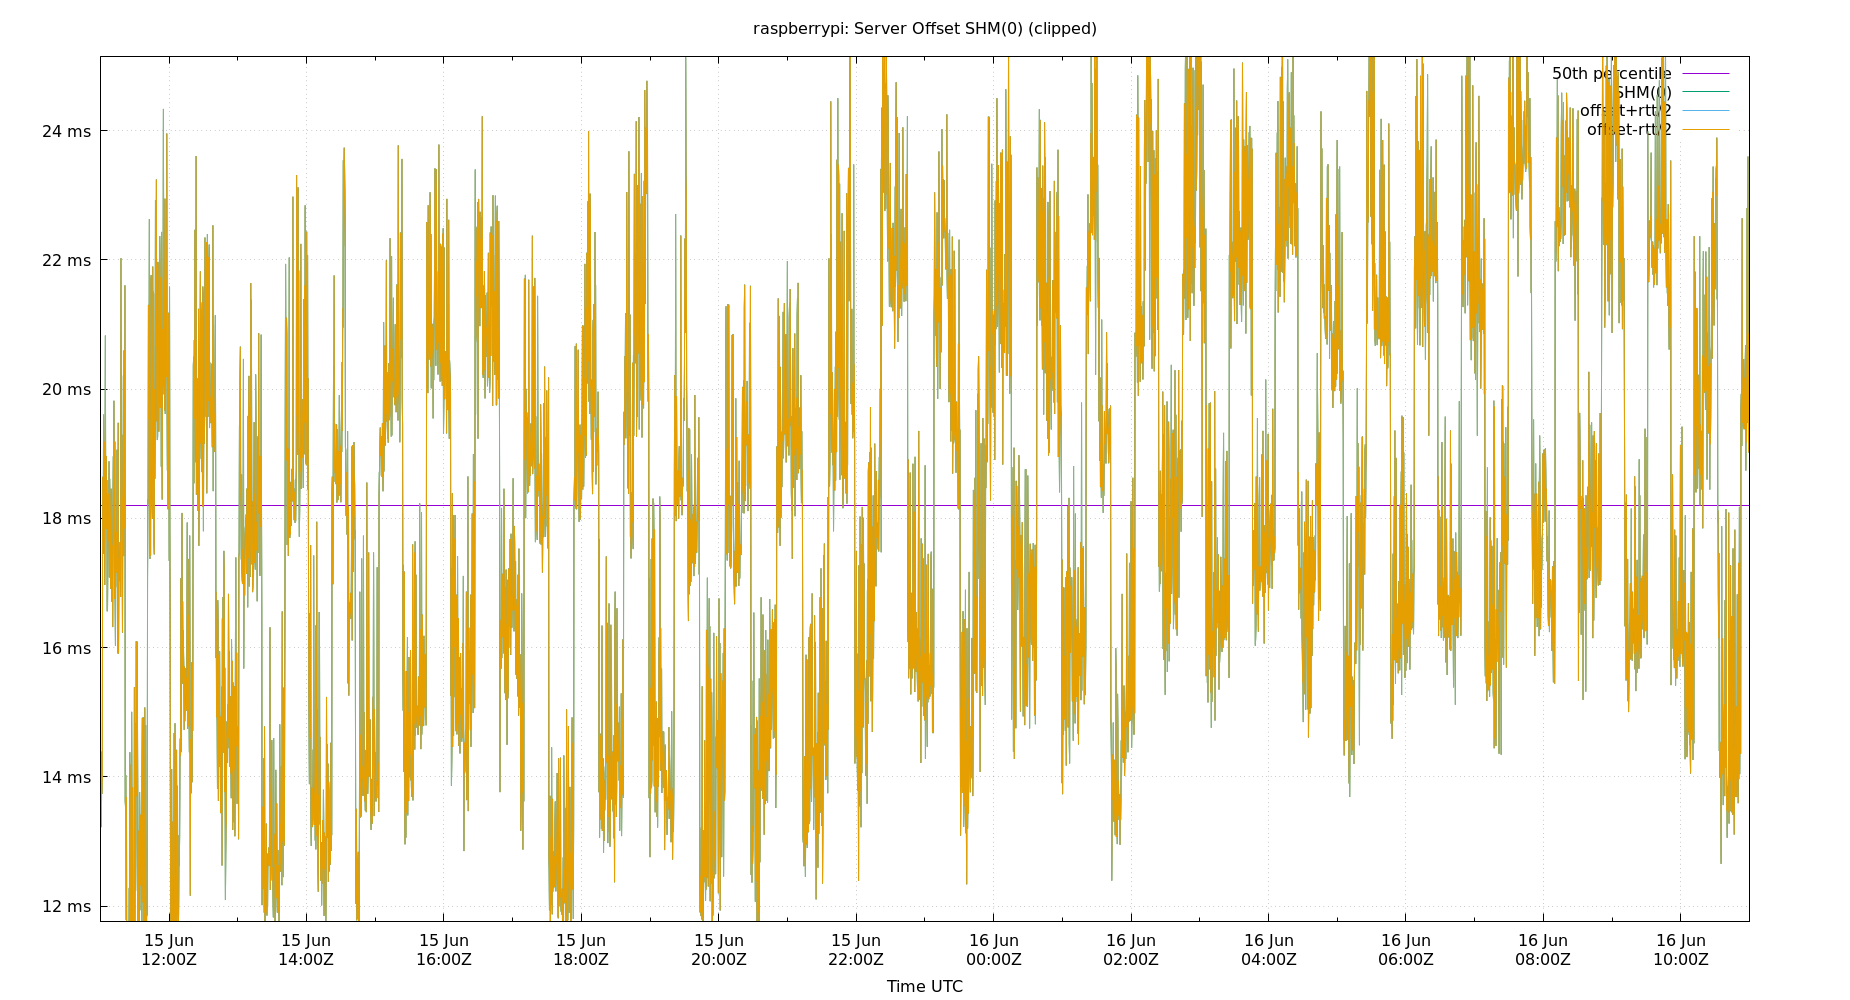 raspberrypi: Server Offset SHM(0) (clipped)
50th percentile
SHM(0)
offset+rtt/2
offset-rtt/2
24 ms
22 ms
20 ms
18 ms
16 ms
14 ms
12 ms
15 Jun 15 Jun 15 Jun 15 Jun 15 Jun 15 Jun 16 Jun 16 Jun 16 Jun 16 Jun 16 Jun 16 Jun
12:00Z 14:00Z 16:00Z 18:00Z 20:00Z 22:00Z 00:00Z 02:00Z 04:00Z 06:00Z 08:00Z 10:00Z
Time UTC